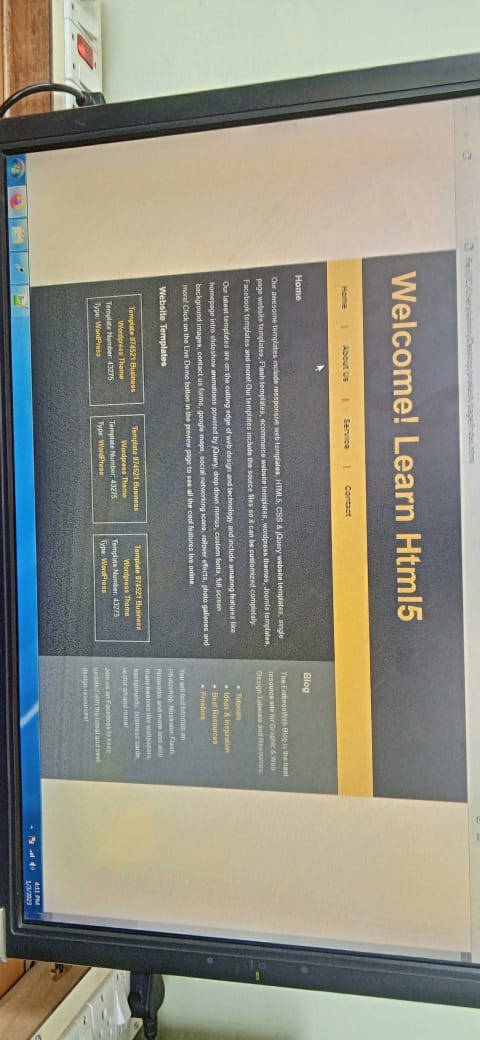 Welcome! Learn Html5
Home | About Us | Service | Contact
Home
Our awesome templates include responsive web templates, HTML5, CSS & jQuery website templates, single
page website templates, Flash templates, ecommerce website templates, wordpress themes, Joomla templates,
Facebook templates and more! Our templates include the source files so it can be customized completely.
Our latest templates are on the cutting edge of web design and technology and include amazing features like
homepage intro slideshow animations powered by jQuery, drop down menus, custom fonts, full screen
background images, contact us forms, google maps, social networking icons, rollover effects, photo galleries and
more! Click on the Live Demo button in the preview page to see all the cool features live online.
Website Templates
Template 874521 Business
Wordpress Theme
Template Number: 43275
Type: WordPress
Template 874521 Business
Wordpress Theme
Template Number: 43275
Type: WordPress
Template 874521 Business
Wordpress Theme
Template Number: 43275
Type: WordPress
Blog
The EntheosWeb Blog is the best
resource site for Graphic & Web
Design Tutorials and Resources.
Tutorials
Ideas & Inspiration
Best Resources
Freebies
You will find tutorials on
Photoshop, Illustrator, Flash,
Fireworks and more and also
many freebies like wallpapers,
backgrounds, business cards,
vector art and more!
Join us on Facebook to keep
updated with the latest and best
design resources!
4:11 PM
1/3/2023